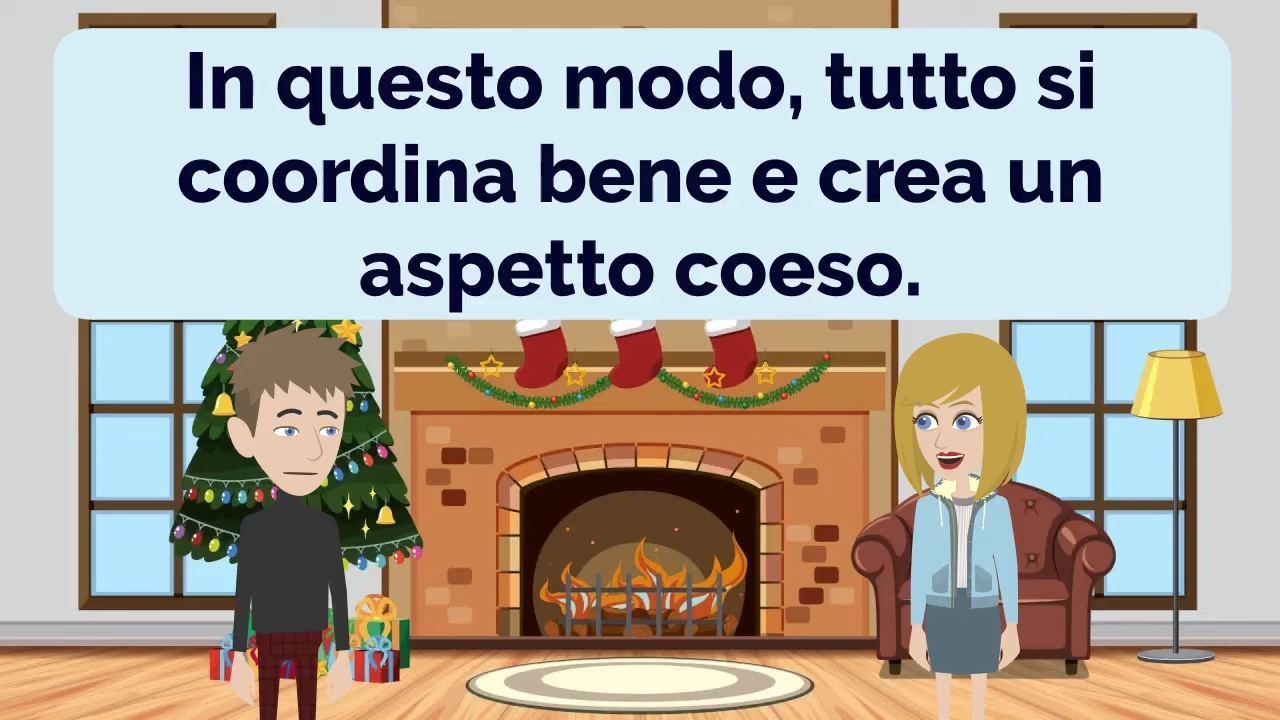 In questo modo, tutto si
coordina bene e crea un
aspetto coeso.